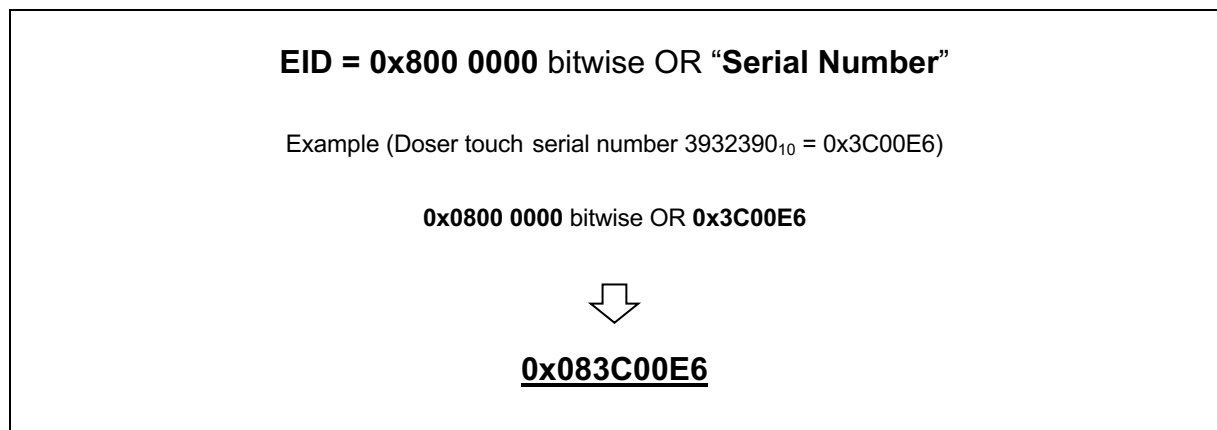 EID = 0x800 0000 bitwise OR “Serial Number”
Example (Doser touch serial number 3932390₁₀ = 0x3C00E6)
0x0800 0000 bitwise OR 0x3C00E6
0x083C00E6